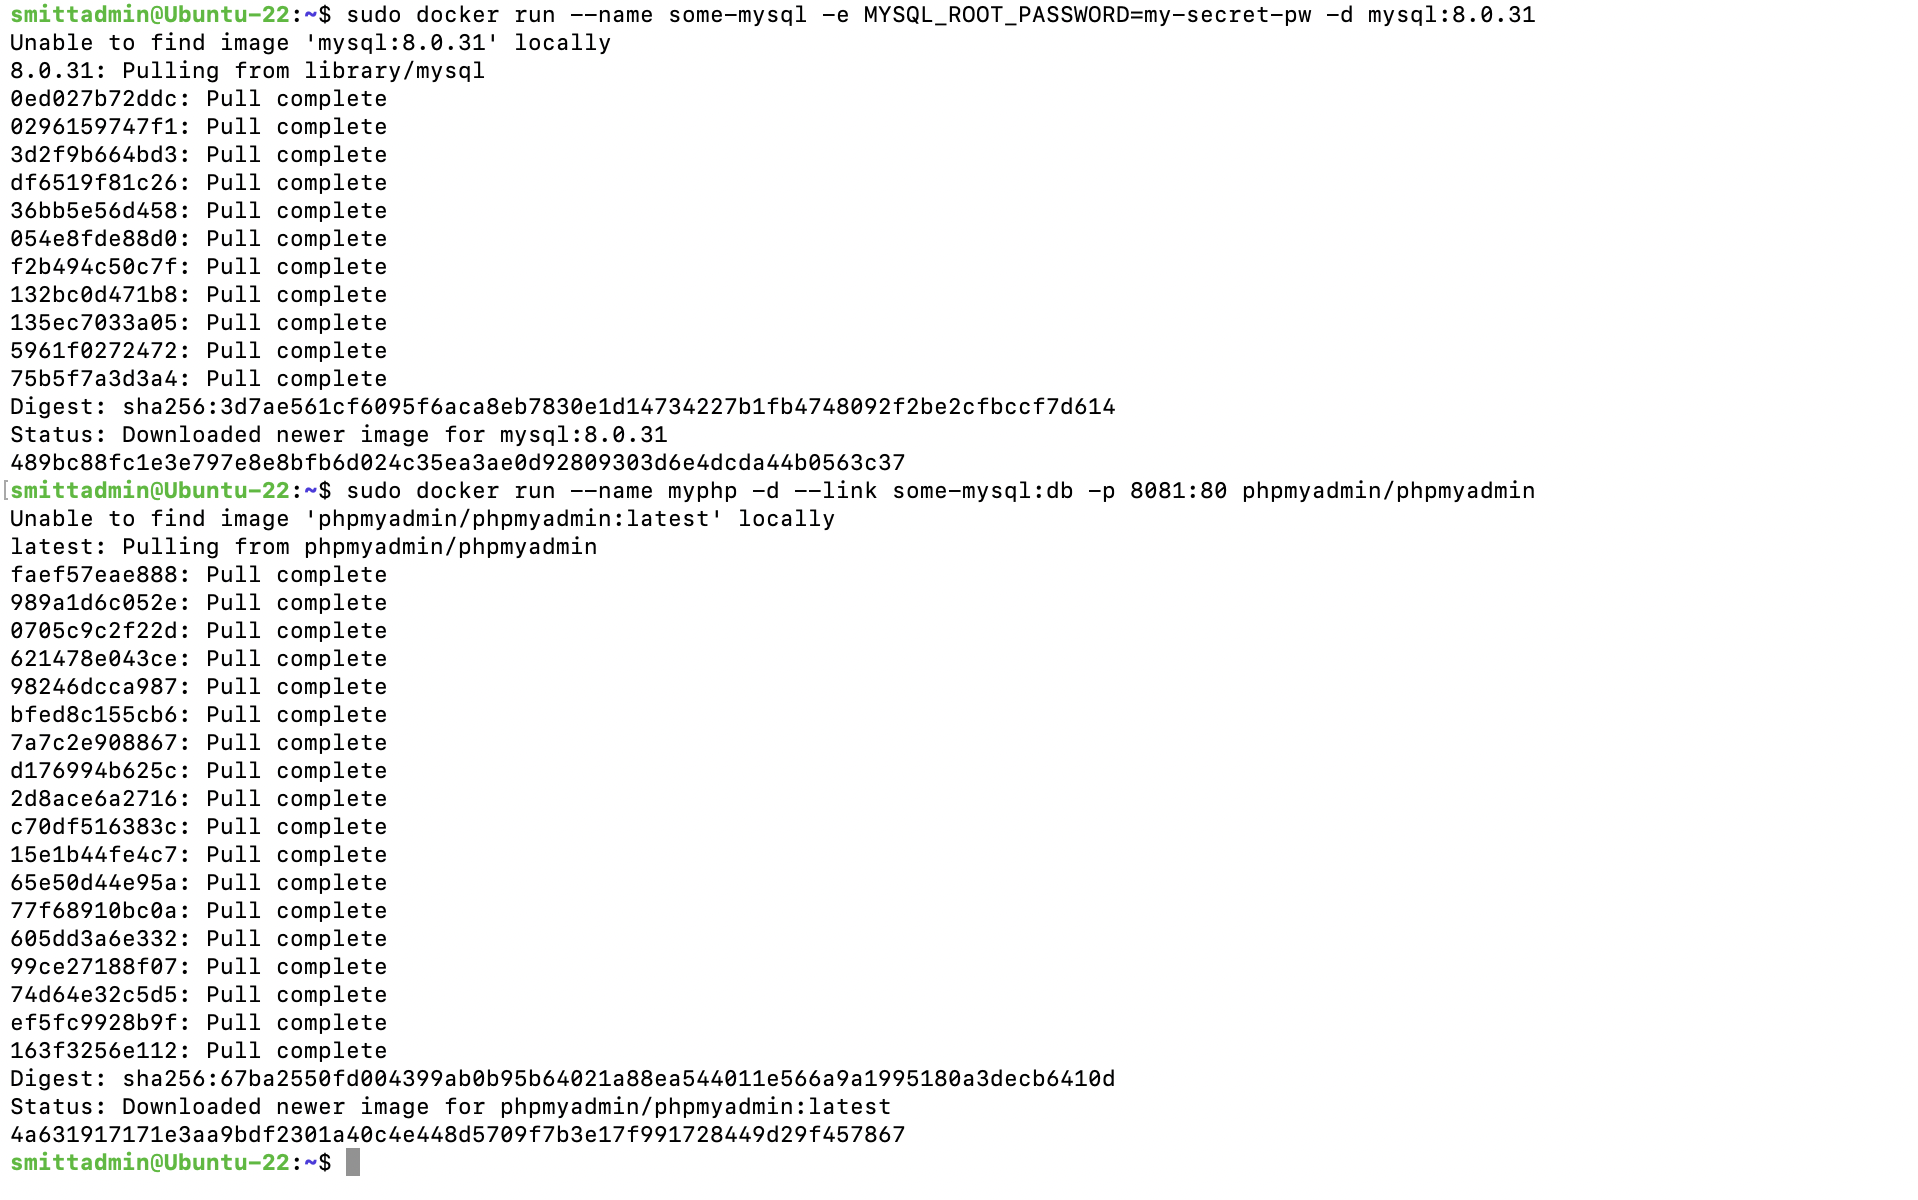 smittadmin@Ubuntu-22:~$ sudo docker run --name some-mysql -e MYSQL_ROOT_PASSWORD=my-secret-pw -d mysql:8.0.31
Unable to find image 'mysql:8.0.31' locally
8.0.31: Pulling from library/mysql
0ed027b72ddc: Pull complete
0296159747f1: Pull complete
3d2f9b664bd3: Pull complete
df6519f81c26: Pull complete
36bb5e56d458: Pull complete
054e8fde88d0: Pull complete
f2b494c50c7f: Pull complete
132bc0d471b8: Pull complete
135ec7033a05: Pull complete
5961f0272472: Pull complete
75b5f7a3d3a4: Pull complete
Digest: sha256:3d7ae561cf6095f6aca8eb7830e1d14734227b1fb4748092f2be2cfbccf7d614
Status: Downloaded newer image for mysql:8.0.31
489bc88fc1e3e797e8e8bfb6d024c35ea3ae0d92809303d6e4dcda44b0563c37
[smittadmin@Ubuntu-22:~$ sudo docker run --name myphp -d --link some-mysql:db -p 8081:80 phpmyadmin/phpmyadmin
Unable to find image 'phpmyadmin/phpmyadmin:latest' locally
latest: Pulling from phpmyadmin/phpmyadmin
faef57eae888: Pull complete
989a1d6c052e: Pull complete
0705c9c2f22d: Pull complete
621478e043ce: Pull complete
98246dcca987: Pull complete
bfed8c155cb6: Pull complete
7a7c2e908867: Pull complete
d176994b625c: Pull complete
2d8ace6a2716: Pull complete
c70df516383c: Pull complete
15e1b44fe4c7: Pull complete
65e50d44e95a: Pull complete
77f68910bc0a: Pull complete
605dd3a6e332: Pull complete
99ce27188f07: Pull complete
74d64e32c5d5: Pull complete
ef5fc9928b9f: Pull complete
163f3256e112: Pull complete
Digest: sha256:67ba2550fd004399ab0b95b64021a88ea544011e566a9a1995180a3decb6410d
Status: Downloaded newer image for phpmyadmin/phpmyadmin:latest
4a631917171e3aa9bdf2301a40c4e448d5709f7b3e17f991728449d29f457867
smittadmin@Ubuntu-22:~$